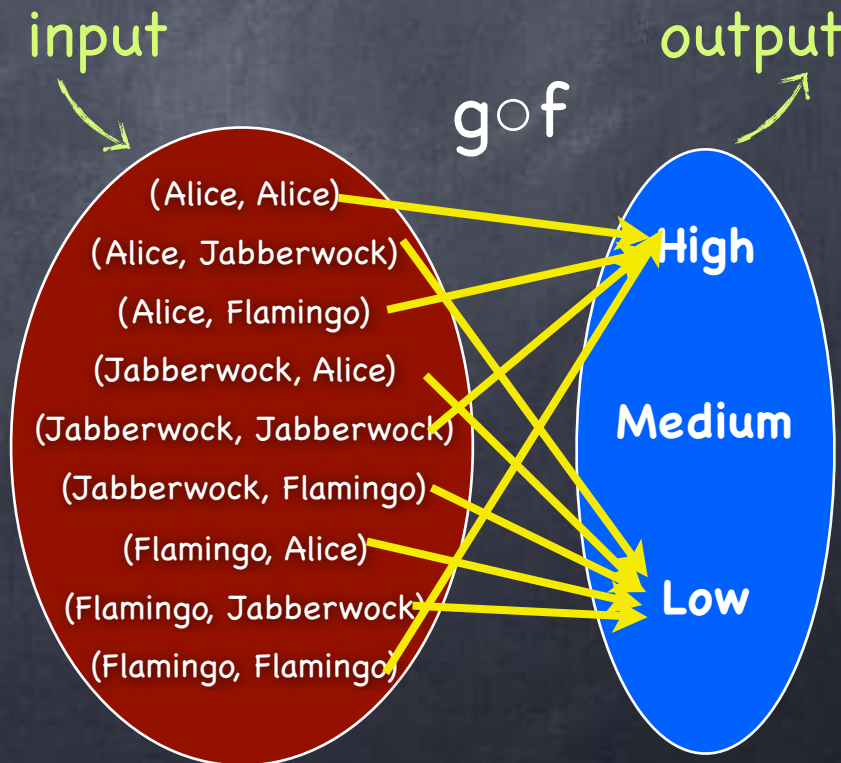 input
output
g○f
(Alice, Alice)
(Alice, Jabberwock)
(Alice, Flamingo)
(Jabberwock, Alice)
(Jabberwock, Jabberwock)
(Jabberwock, Flamingo)
(Flamingo, Alice)
(Flamingo, Jabberwock)
(Flamingo, Flamingo)
High
Medium
Low